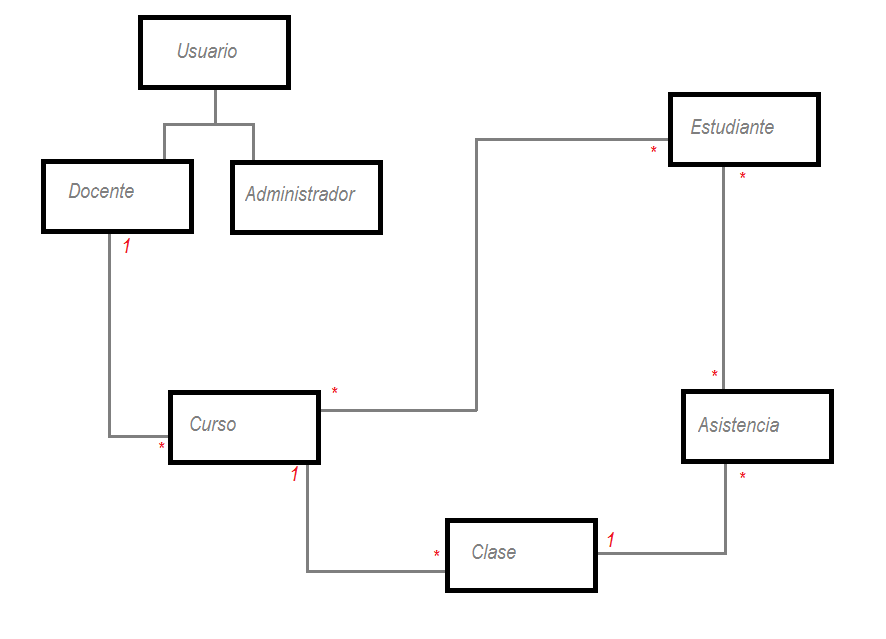 Usuario
Estudiante
*
*
Docente
Administrador
1
*
*
Curso
Asistencia
*
1
*
1
*
Clase